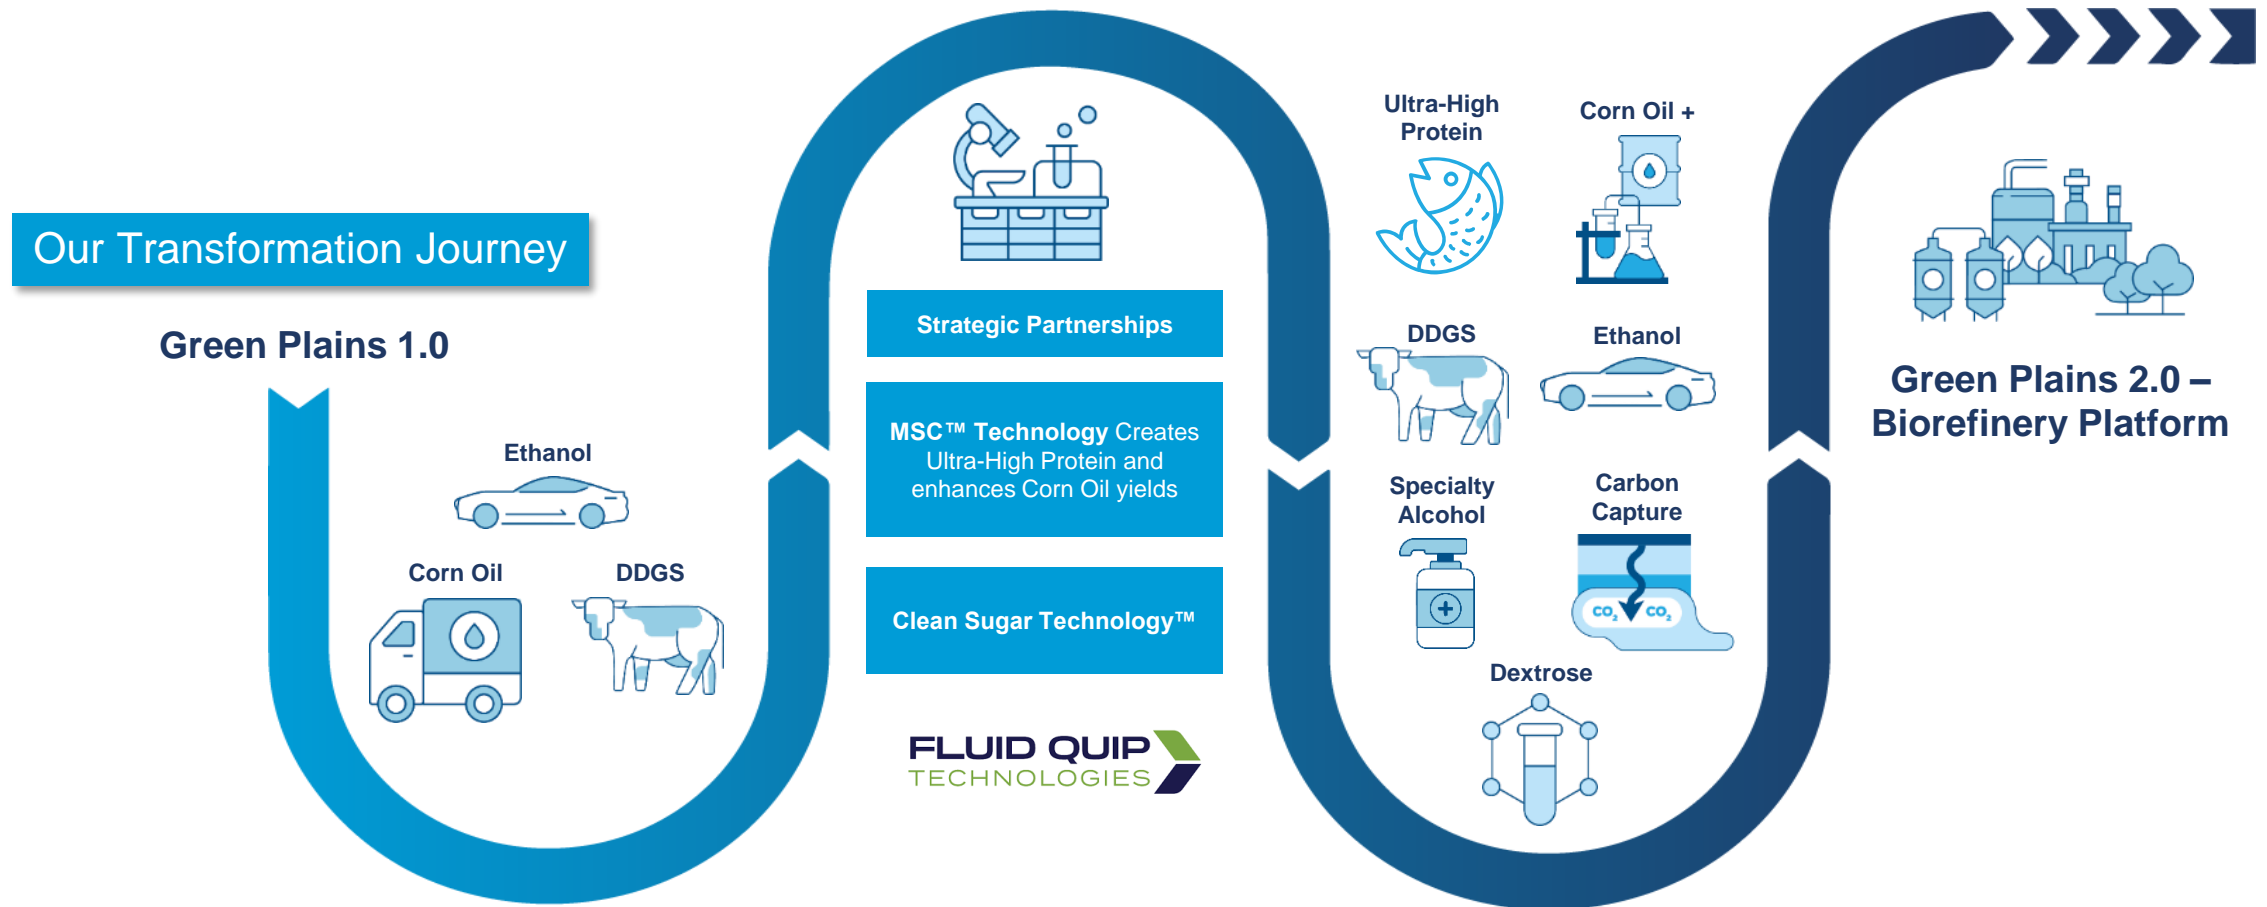 Our Transformation Journey
Green Plains 1.0
Ethanol
Corn Oil
DDGS
Strategic Partnerships
MSC™ Technology Creates
Ultra-High Protein and
enhances Corn Oil yields
Clean Sugar Technology™
FLUID QUIP
TECHNOLOGIES
Ultra-High
Protein
Corn Oil +
DDGS
Ethanol
Specialty
Alcohol
Carbon
Capture
CO₂ CO₂
Dextrose
Green Plains 2.0 –
Biorefinery Platform